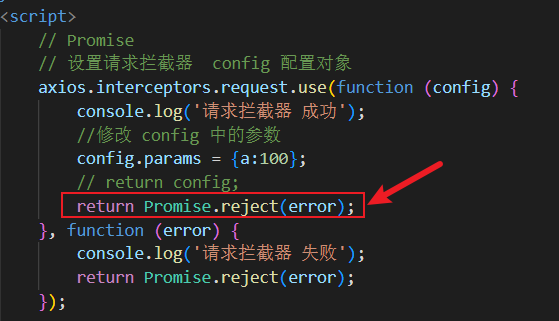 <script>
// Promise
// 设置请求拦截器 config 配置对象
axios.interceptors.request.use(function (config) {
console.log('请求拦截器 成功');
//修改 config 中的参数
config.params = {a:100};
// return config;
return Promise.reject(error);
}, function (error) {
console.log('请求拦截器 失败');
return Promise.reject(error);
});